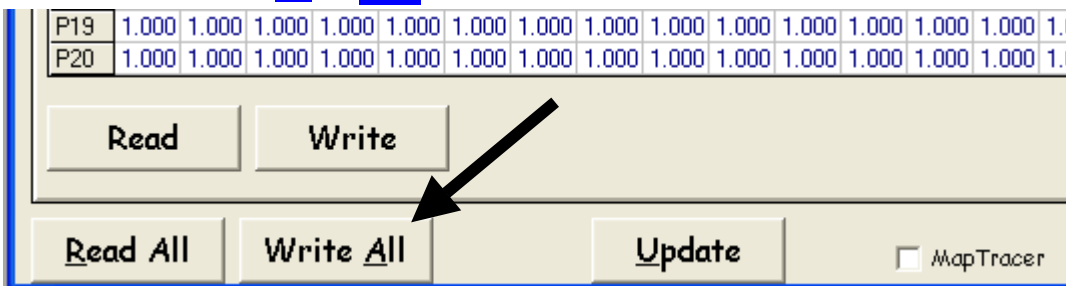 P19 1.000 1.000 1.000 1.000 1.000 1.000 1.000 1.000 1.000 1.000 1.000 1.000 1.000 1.000 1.
P20 1.000 1.000 1.000 1.000 1.000 1.000 1.000 1.000 1.000 1.000 1.000 1.000 1.000 1.000 1.
Read Write
Read All Write All Update MapTracer